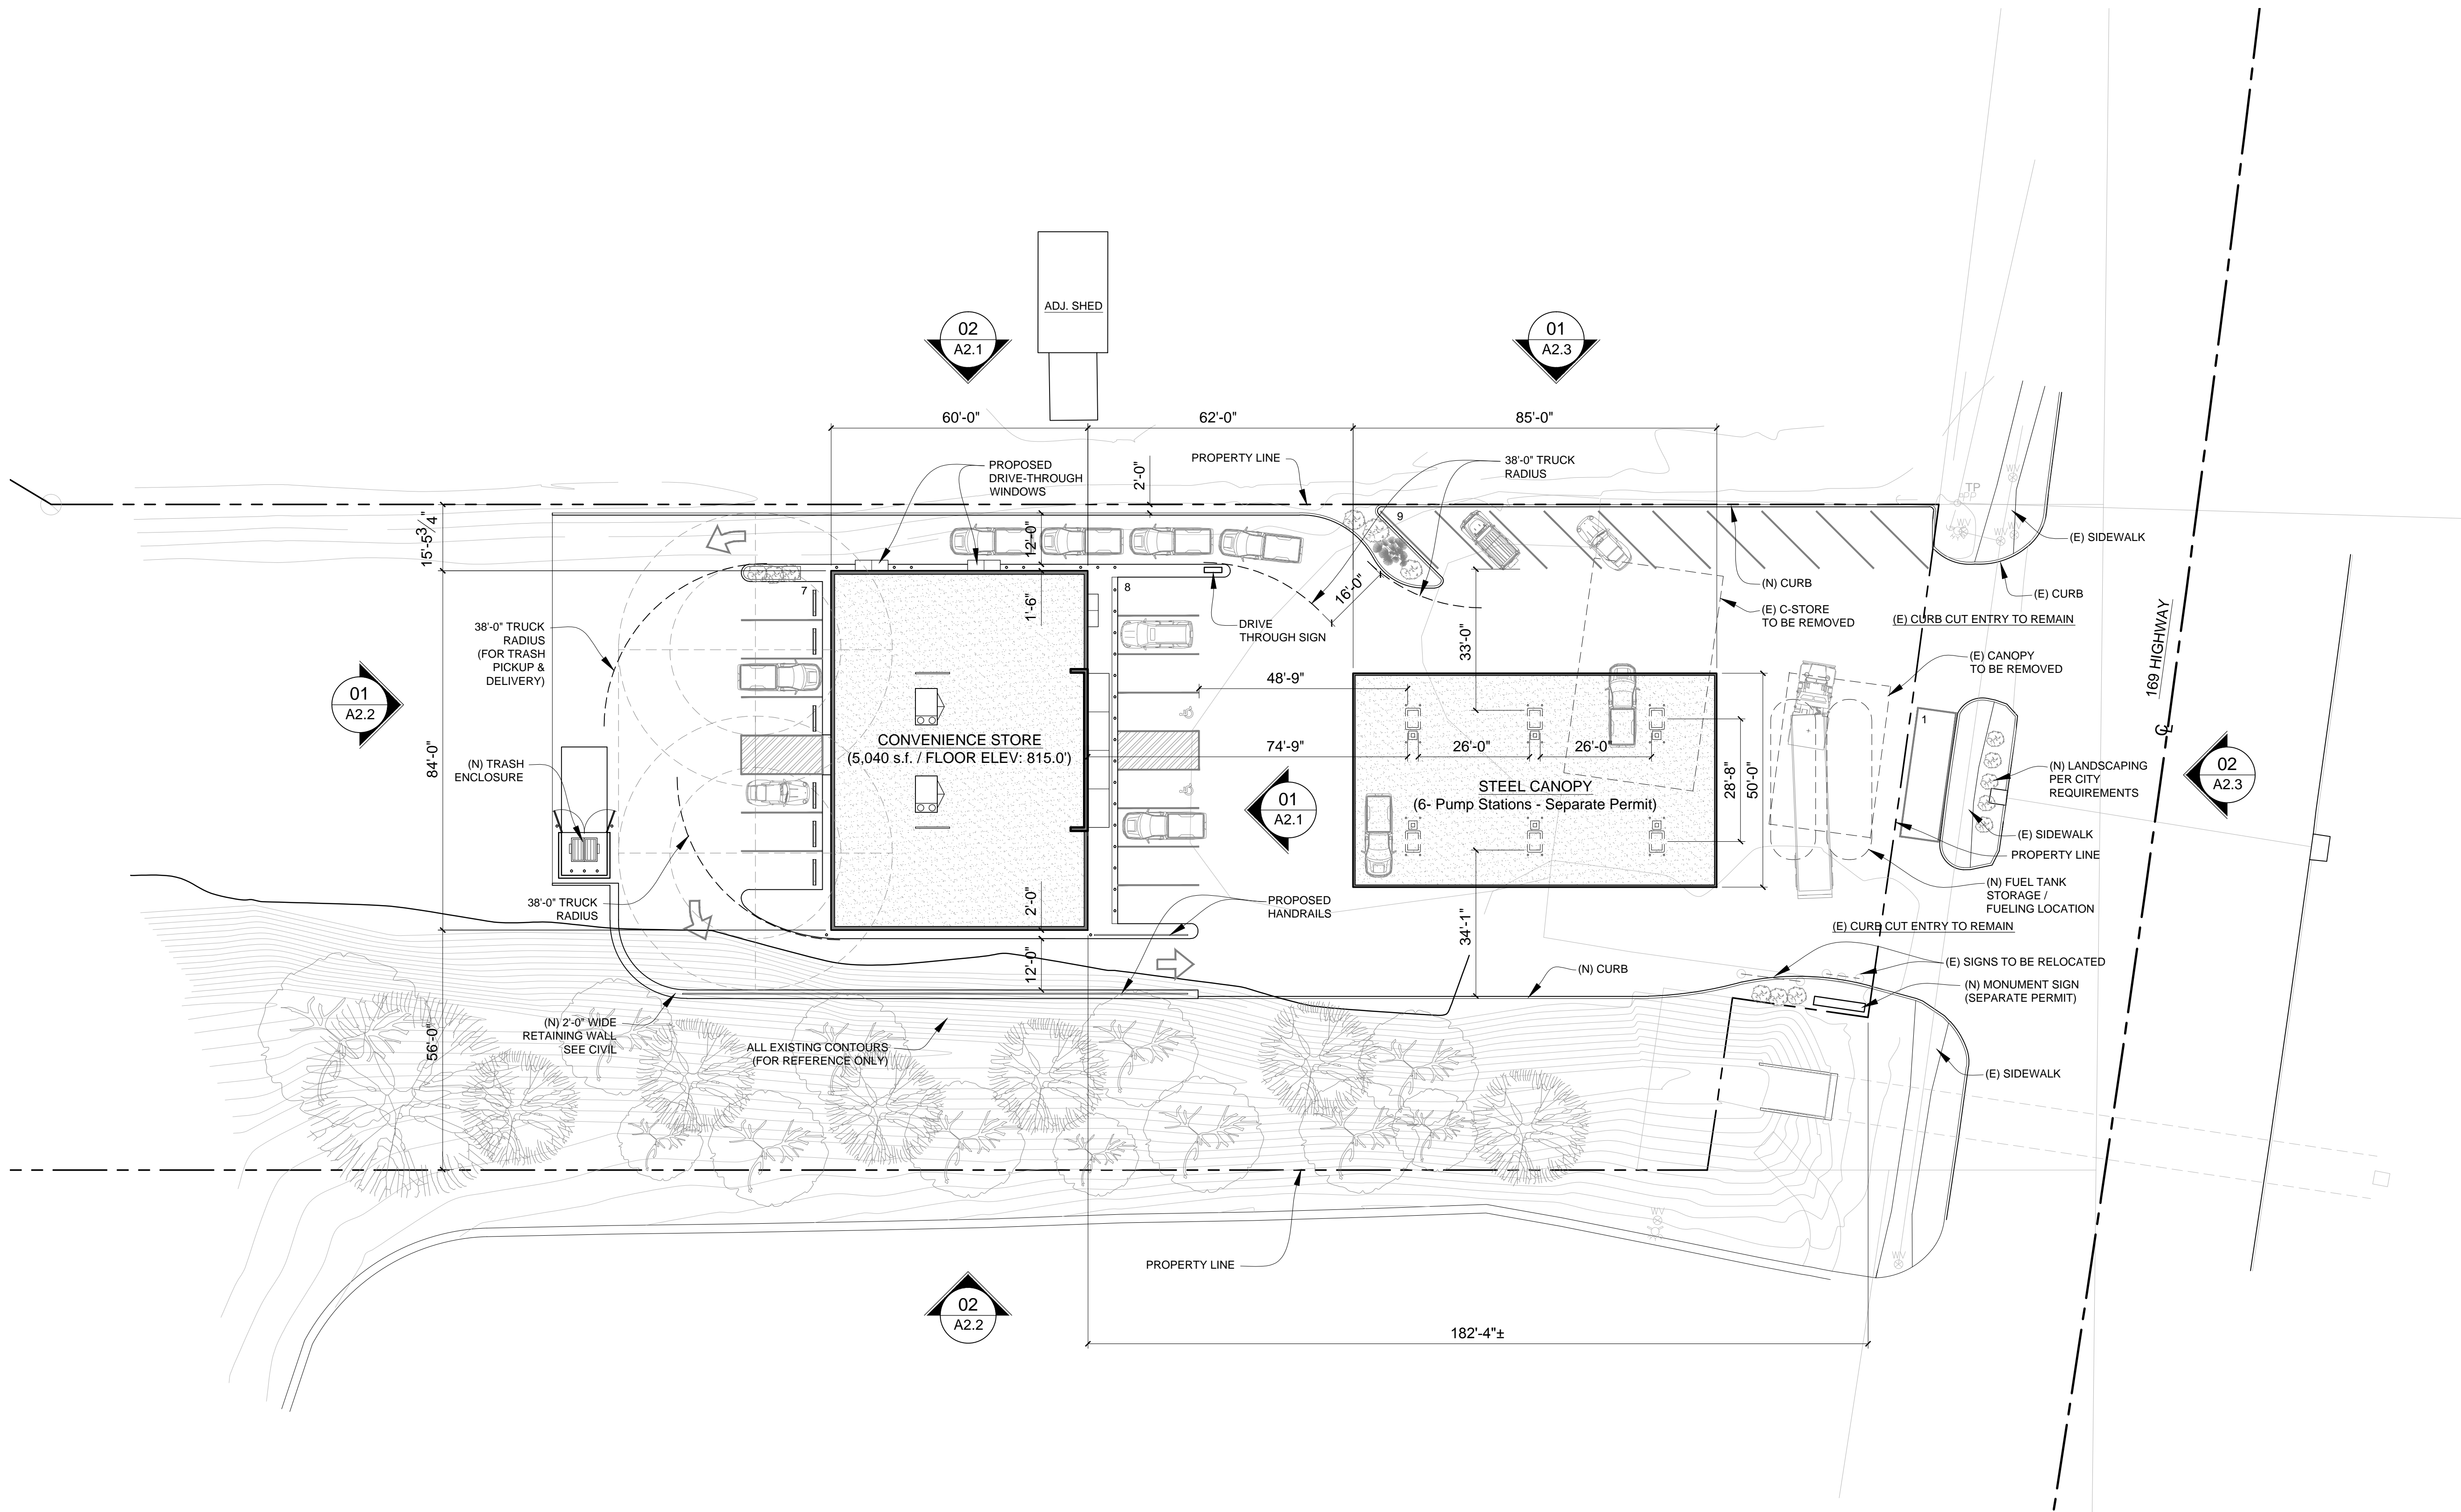 ADJ. SHED
02
A2.1
01
A2.3
60'-0"
62'-0"
85'-0"
PROPOSED
DRIVE-THROUGH
WINDOWS
PROPERTY LINE
2'-0"
38'-0" TRUCK
RADIUS
WV
TP
WV
WV
WV
15'-5 3/4"
12'-0"
9
(E) SIDEWALK
(N) CURB
(E) CURB
7
8
1'-6"
16'-0"
(E) C-STORE
TO BE REMOVED
(E) CURB CUT ENTRY TO REMAIN
38'-0" TRUCK
RADIUS
(FOR TRASH
PICKUP &
DELIVERY)
DRIVE
THROUGH SIGN
33'-0"
(E) CANOPY
TO BE REMOVED
169 HIGHWAY
01
A2.2
48'-9"
1
CL
CONVENIENCE STORE
(5,040 s.f. / FLOOR ELEV: 815.0')
74'-9"
26'-0"
26'-0"
84'-0"
(N) TRASH
ENCLOSURE
STEEL CANOPY
(6- Pump Stations - Separate Permit)
28'-8"
50'-0"
(N) LANDSCAPING
PER CITY
REQUIREMENTS
02
A2.3
01
A2.1
(E) SIDEWALK
PROPERTY LINE
(N) FUEL TANK
STORAGE /
FUELING LOCATION
38'-0" TRUCK
RADIUS
2'-0"
PROPOSED
HANDRAILS
34'-1"
(E) CURB CUT ENTRY TO REMAIN
12'-0"
(N) CURB
(E) SIGNS TO BE RELOCATED
(N) MONUMENT SIGN
(SEPARATE PERMIT)
(N) 2'-0" WIDE
RETAINING WALL
SEE CIVIL
56'-0"
ALL EXISTING CONTOURS
(FOR REFERENCE ONLY)
(E) SIDEWALK
WV
WV
PROPERTY LINE
02
A2.2
182'-4"±